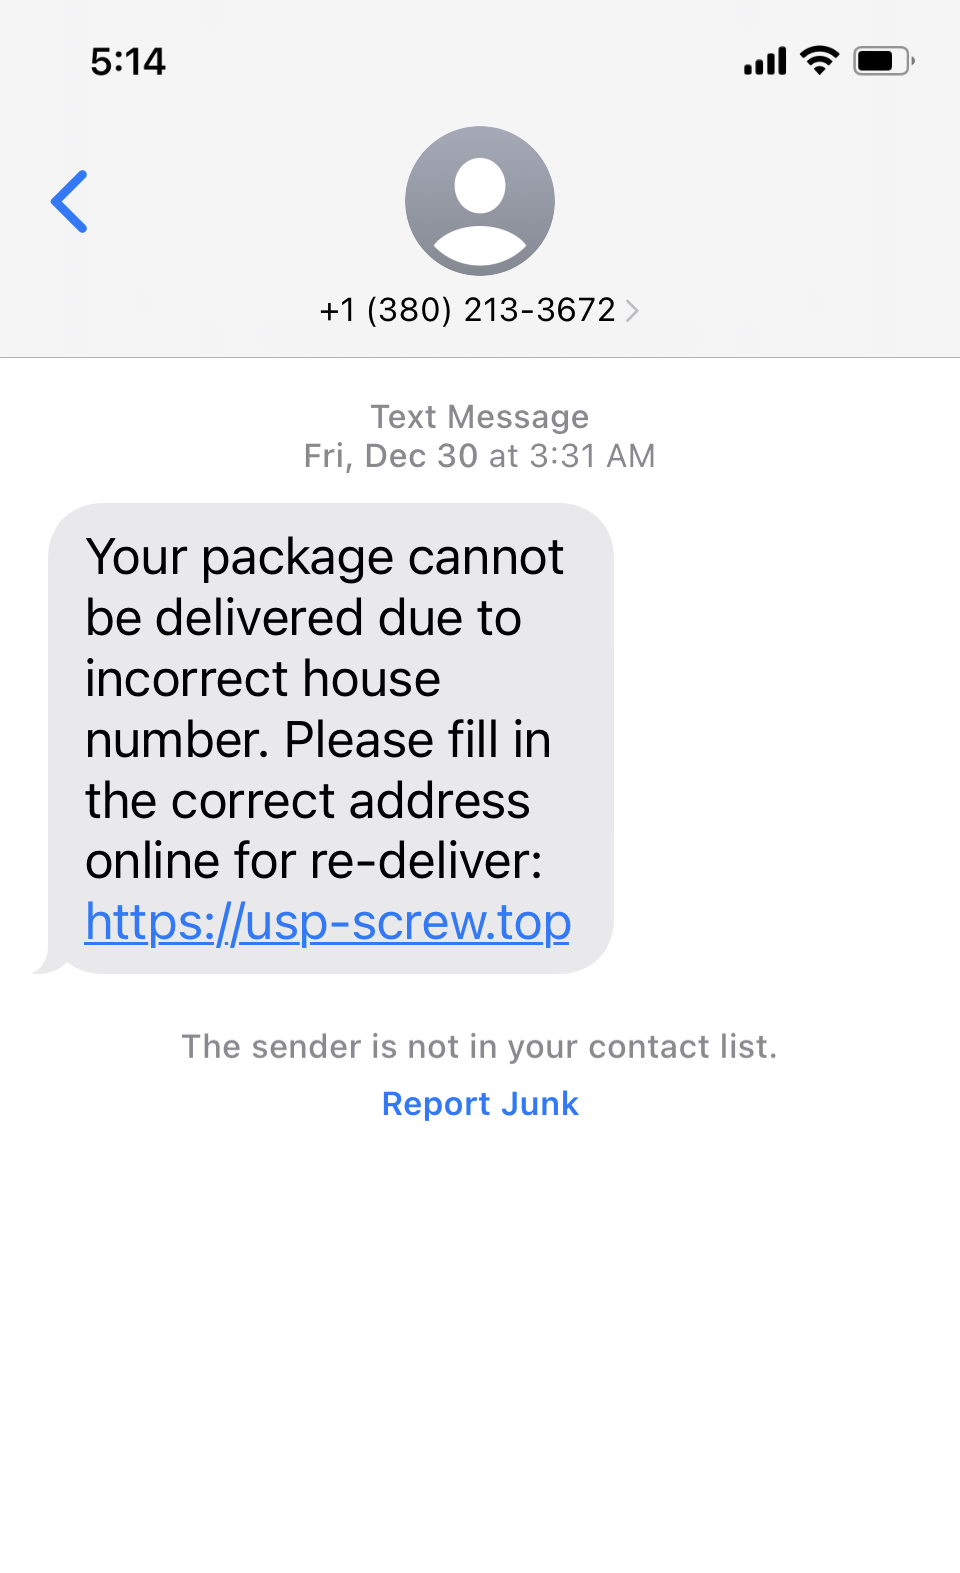 5:14
+1 (380) 213-3672
Text Message
Fri, Dec 30 at 3:31 AM
Your package cannot
be delivered due to
incorrect house
number. Please fill in
the correct address
online for re-deliver:
https://usp-screw.top
The sender is not in your contact list.
Report Junk